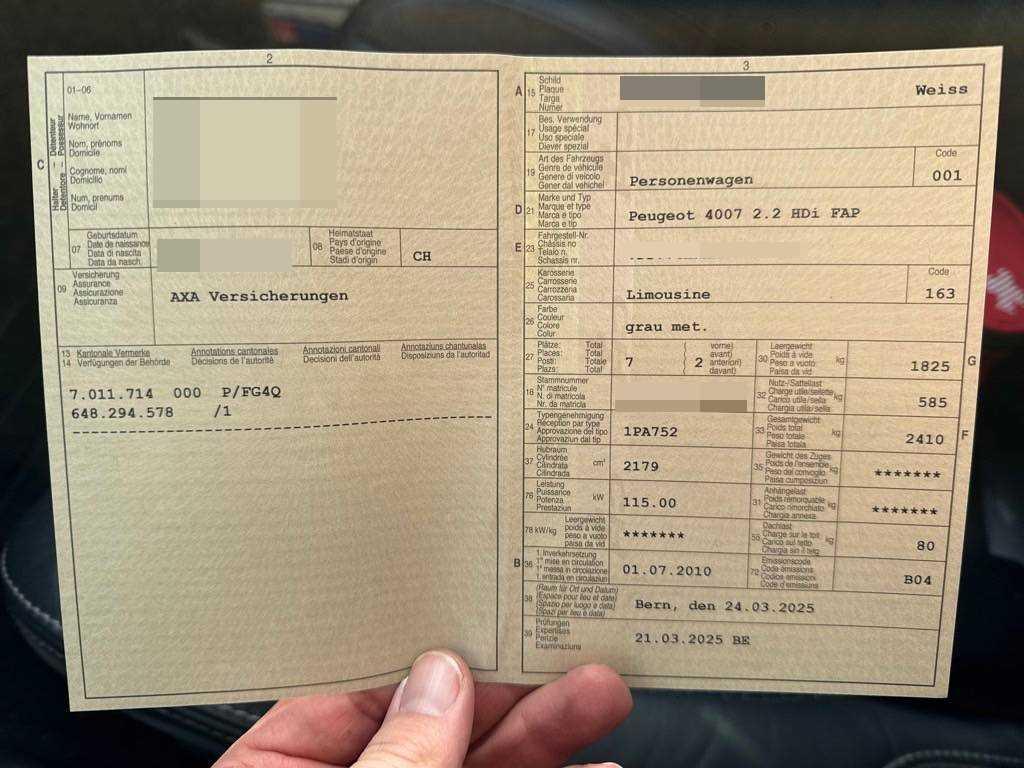 2
01-06
Halter – Détenteur
Detentore – Possessur
C
Name, Vornamen
Wohnort
Nom, prénoms
Domicile
Cognome, nomi
Domicilio
Num, prenums
Domicil
07
Geburtsdatum
Date de naissance
Data di nascita
Data da nasch.
08
Heimatstaat
Pays d'origine
Paese d'origine
Stadi d'origin
CH
09
Versicherung
Assurance
Assicurazione
Assicuranza
AXA Versicherungen
13 Kantonale Vermerke Annotations cantonales Annotazioni cantonali Annotaziuns chantunalas
14 Verfügungen der Behörde Décisions de l'autorité Decisioni dell'autorità Disposiziuns da l'autoritad
7.011.714 000 P/FG4Q
648.294.578 /1
3
A 15
Schild
Plaque
Targa
Numer
Weiss
17
Bes. Verwendung
Usage spécial
Uso speciale
Diever spezial
19
Art des Fahrzeugs
Genre de véhicule
Genere di veicolo
Gener dal vehichel
Personenwagen
Code
001
D 21
Marke und Typ
Marque et type
Marca e tipo
Marca e tip
Peugeot 4007 2.2 HDi FAP
E 23
Fahrgestell-Nr.
Châssis no
Telaio n.
Schassis nr.
25
Karosserie
Carrosserie
Carrozzeria
Carossaria
Limousine
Code
163
26
Farbe
Couleur
Colore
Colur
grau met.
27
Plätze: Total
Places: Total
Posti: Totale
Plazs: Total
7
( vorne)
( avant)
( anteriori)
( davant)
2
30
Leergewicht
Poids à vide
Peso a vuoto
Paisa da vid
kg
1825
G
18
Stammnummer
N° matricule
N. di matricola
Nr. da matricla
32
Nutz-/Sattellast
Charge utile/sellette
Carico utile/sella
Chargia utila/sella
kg
585
24
Typengenehmigung
Réception par type
Approvazione del tipo
Approvaziun dal tip
1PA752
33
Gesamtgewicht
Poids total
Peso totale
Paisa totala
kg
2410
F
37
Hubraum
Cylindrée
Cilindrata
Cilindrada
cm³
2179
35
Gewicht des Zuges
Poids de l'ensemble
Peso del convoglio
Paisa cumposiziun
kg
*******
76
Leistung
Puissance
Potenza
Prestaziun
kW
115.00
31
Anhängelast
Poids remorquable
Carico rimorchiato
Chargia annexa
kg
*******
78 kW/kg
Leergewicht
poids à vide
peso a vuoto
paisa da vid
*******
55
Dachlast
Charge sur le toit
Carico sul tetto
Chargia sin il tetg
kg
80
B 36
1. Inverkehrsetzung
1re mise en circulation
1a messa in circolazione
1. entrada en circulaziun
01.07.2010
72
Emissionscode
Code émissions
Codice emissioni
Code d'emissiuns
B04
38
(Raum für Ort und Datum)
(Espace pour lieu et date)
(Spazio per luogo e data)
(Spazi per lieu e data)
Bern, den 24.03.2025
39
Prüfungen
Expertises
Perizie
Examinaziuns
21.03.2025 BE